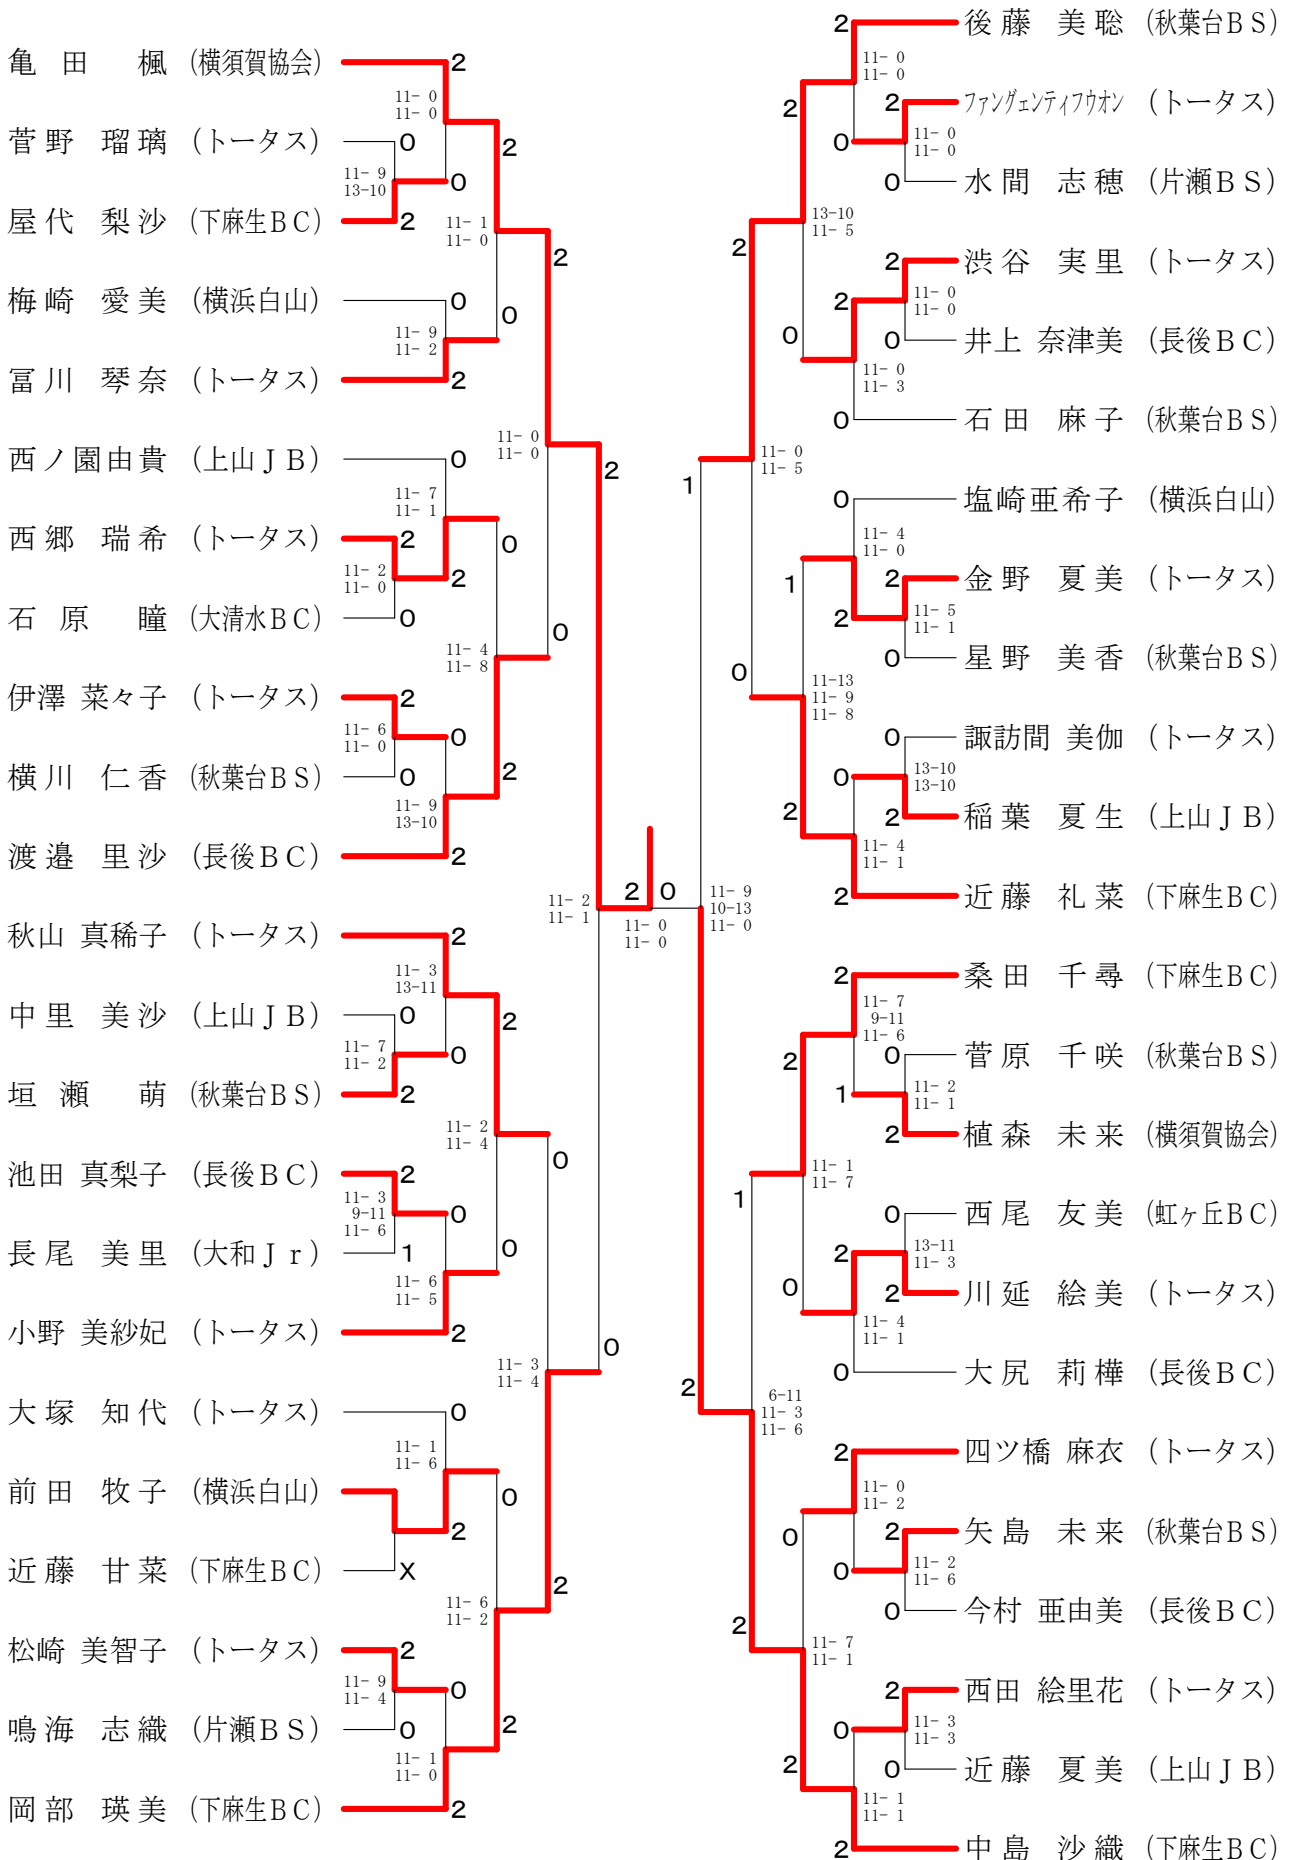 亀田 楓 (横須賀協会) 2
11- 0
11- 0
菅野 瑠璃 (トータス) 0
2
11- 9
13-10
0
屋代 梨沙 (下麻生BC) 2
11- 1
11- 0
2
梅崎 愛美 (横浜白山) 0
0
11- 9
11- 2
冨川 琴奈 (トータス) 2
11- 0
11- 0
西ノ園由貴 (上山JB) 0
2
11- 7
11- 1
西郷 瑞希 (トータス) 2
0
11- 2
11- 0
2
石原 瞳 (大清水BC) 0
0
11- 4
11- 8
伊澤 菜々子 (トータス) 2
11- 6
11- 0
0
横川 仁香 (秋葉台BS) 0
2
11- 9
13-10
渡邉 里沙 (長後BC) 2
11- 2
11- 1
2 0
11- 0
11- 0
秋山 真稀子 (トータス) 2
11- 3
13-11
中里 美沙 (上山JB) 0
2
11- 7
11- 2
0
垣瀬 萌 (秋葉台BS) 2
11- 2
11- 4
0
池田 真梨子 (長後BC) 2
11- 3
9-11
11- 6
0
長尾 美里 (大和Jr) 1
0
11- 6
11- 5
小野 美紗妃 (トータス) 2
0
11- 3
11- 4
大塚 知代 (トータス) 0
11- 1
11- 6
前田 牧子 (横浜白山)
0
2
近藤 甘菜 (下麻生BC) X
2
11- 6
11- 2
松崎 美智子 (トータス) 2
11- 9
11- 4
0
鳴海 志織 (片瀬BS) 0
2
11- 1
11- 0
岡部 瑛美 (下麻生BC) 2
2 後藤 美聡 (秋葉台BS)
11- 0
11- 0
2
2 ファングェンティフウオン (トータス)
11- 0
11- 0
0
0 水間 志穂 (片瀬BS)
13-10
11- 5
2
2 渋谷 実里 (トータス)
2
11- 0
11- 0
0
0 井上 奈津美 (長後BC)
11- 0
11- 3
0 石田 麻子 (秋葉台BS)
11- 0
11- 5
1
0 塩崎亜希子 (横浜白山)
11- 4
11- 0
1
2 金野 夏美 (トータス)
2
11- 5
11- 1
0 星野 美香 (秋葉台BS)
0
11-13
11- 9
11- 8
0 諏訪間 美伽 (トータス)
13-10
13-10
0
2
2 稲葉 夏生 (上山JB)
11- 4
11- 1
2 近藤 礼菜 (下麻生BC)
11- 9
10-13
11- 0
2 桑田 千尋 (下麻生BC)
11- 7
9-11
11- 6
2
0 菅原 千咲 (秋葉台BS)
1
11- 2
11- 1
2 植森 未来 (横須賀協会)
11- 1
11- 7
1
0 西尾 友美 (虹ヶ丘BC)
2
13-11
11- 3
0
2 川延 絵美 (トータス)
11- 4
11- 1
0 大尻 莉樺 (長後BC)
2
6-11
11- 3
11- 6
2 四ツ橋 麻衣 (トータス)
11- 0
11- 2
0
2 矢島 未来 (秋葉台BS)
0
11- 2
11- 6
0 今村 亜由美 (長後BC)
2
11- 7
11- 1
2 西田 絵里花 (トータス)
0
11- 3
11- 3
2
0 近藤 夏美 (上山JB)
11- 1
11- 1
2 中島 沙織 (下麻生BC)